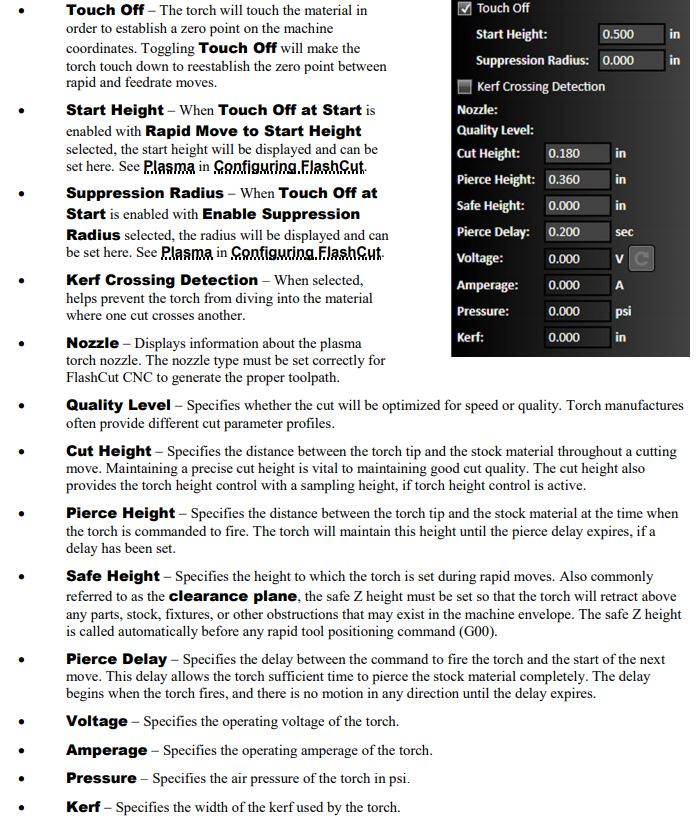 • Touch Off – The torch will touch the material in
order to establish a zero point on the machine
coordinates. Toggling Touch Off will make the
torch touch down to reestablish the zero point between
rapid and feedrate moves.
• Start Height – When Touch Off at Start is
enabled with Rapid Move to Start Height
selected, the start height will be displayed and can be
set here. See Plasma in Configuring FlashCut.
• Suppression Radius – When Touch Off at
Start is enabled with Enable Suppression
Radius selected, the radius will be displayed and can
be set here. See Plasma in Configuring FlashCut.
• Kerf Crossing Detection – When selected,
helps prevent the torch from diving into the material
where one cut crosses another.
• Nozzle – Displays information about the plasma
torch nozzle. The nozzle type must be set correctly for
FlashCut CNC to generate the proper toolpath.
Touch Off
Start Height: 0.500 in
Suppression Radius: 0.000 in
Kerf Crossing Detection
Nozzle:
Quality Level:
Cut Height: 0.180 in
Pierce Height: 0.360 in
Safe Height: 0.000 in
Pierce Delay: 0.200 sec
Voltage: 0.000 V
Amperage: 0.000 A
Pressure: 0.000 psi
Kerf: 0.000 in
• Quality Level – Specifies whether the cut will be optimized for speed or quality. Torch manufactures
often provide different cut parameter profiles.
• Cut Height – Specifies the distance between the torch tip and the stock material throughout a cutting
move. Maintaining a precise cut height is vital to maintaining good cut quality. The cut height also
provides the torch height control with a sampling height, if torch height control is active.
• Pierce Height – Specifies the distance between the torch tip and the stock material at the time when
the torch is commanded to fire. The torch will maintain this height until the pierce delay expires, if a
delay has been set.
• Safe Height – Specifies the height to which the torch is set during rapid moves. Also commonly
referred to as the clearance plane, the safe Z height must be set so that the torch will retract above
any parts, stock, fixtures, or other obstructions that may exist in the machine envelope. The safe Z height
is called automatically before any rapid tool positioning command (G00).
• Pierce Delay – Specifies the delay between the command to fire the torch and the start of the next
move. This delay allows the torch sufficient time to pierce the stock material completely. The delay
begins when the torch fires, and there is no motion in any direction until the delay expires.
• Voltage – Specifies the operating voltage of the torch.
• Amperage – Specifies the operating amperage of the torch.
• Pressure – Specifies the air pressure of the torch in psi.
• Kerf – Specifies the width of the kerf used by the torch.